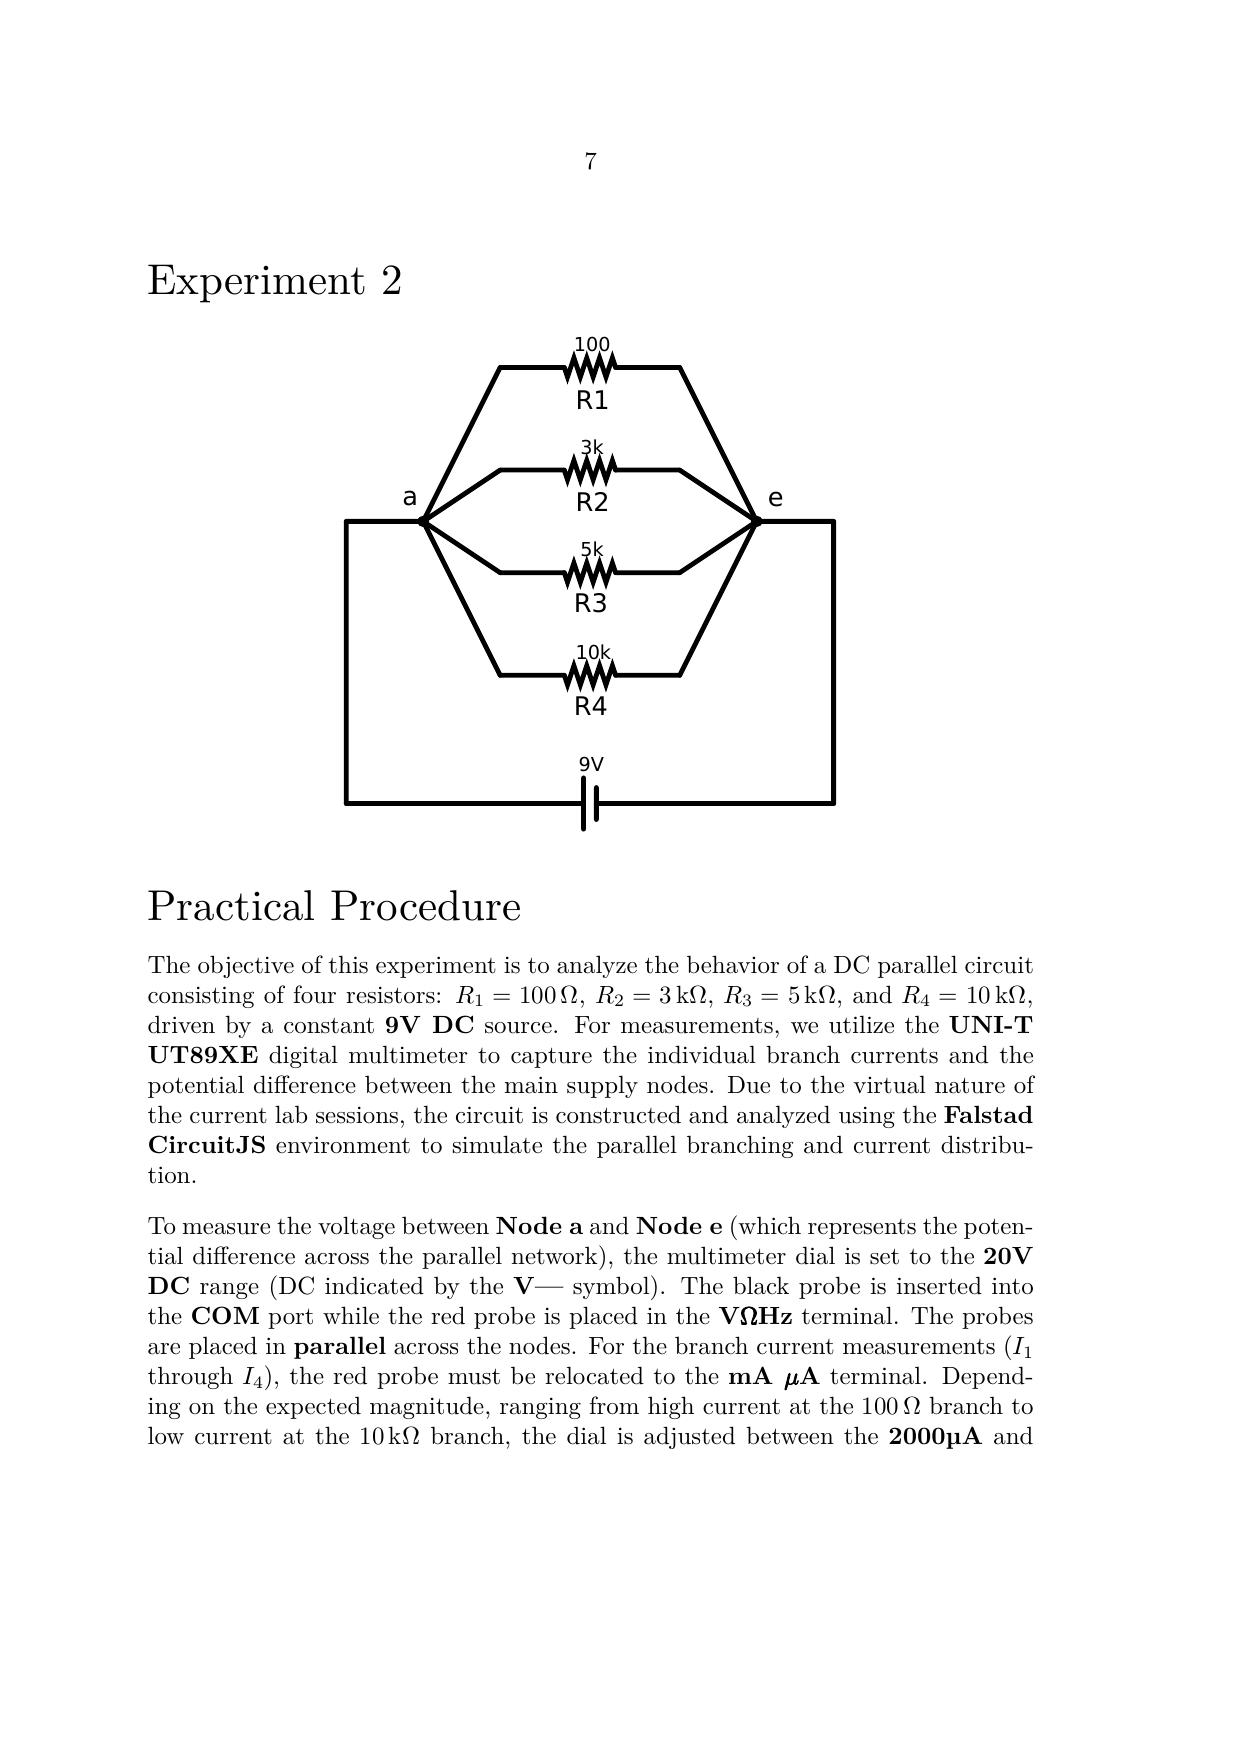 7
Experiment 2
100
R1
3k
R2
a
e
5k
R3
10k
R4
9V
Practical Procedure
The objective of this experiment is to analyze the behavior of a DC parallel circuit
consisting of four resistors: R₁ = 100 Ω, R₂ = 3 kΩ, R₃ = 5 kΩ, and R₄ = 10 kΩ,
driven by a constant 9V DC source. For measurements, we utilize the UNI-T
UT89XE digital multimeter to capture the individual branch currents and the
potential difference between the main supply nodes. Due to the virtual nature of
the current lab sessions, the circuit is constructed and analyzed using the Falstad
CircuitJS environment to simulate the parallel branching and current distribu-
tion.
To measure the voltage between Node a and Node e (which represents the poten-
tial difference across the parallel network), the multimeter dial is set to the 20V
DC range (DC indicated by the V— symbol). The black probe is inserted into
the COM port while the red probe is placed in the VΩHz terminal. The probes
are placed in parallel across the nodes. For the branch current measurements (I₁
through I₄), the red probe must be relocated to the mA μA terminal. Depend-
ing on the expected magnitude, ranging from high current at the 100 Ω branch to
low current at the 10 kΩ branch, the dial is adjusted between the 2000µA and